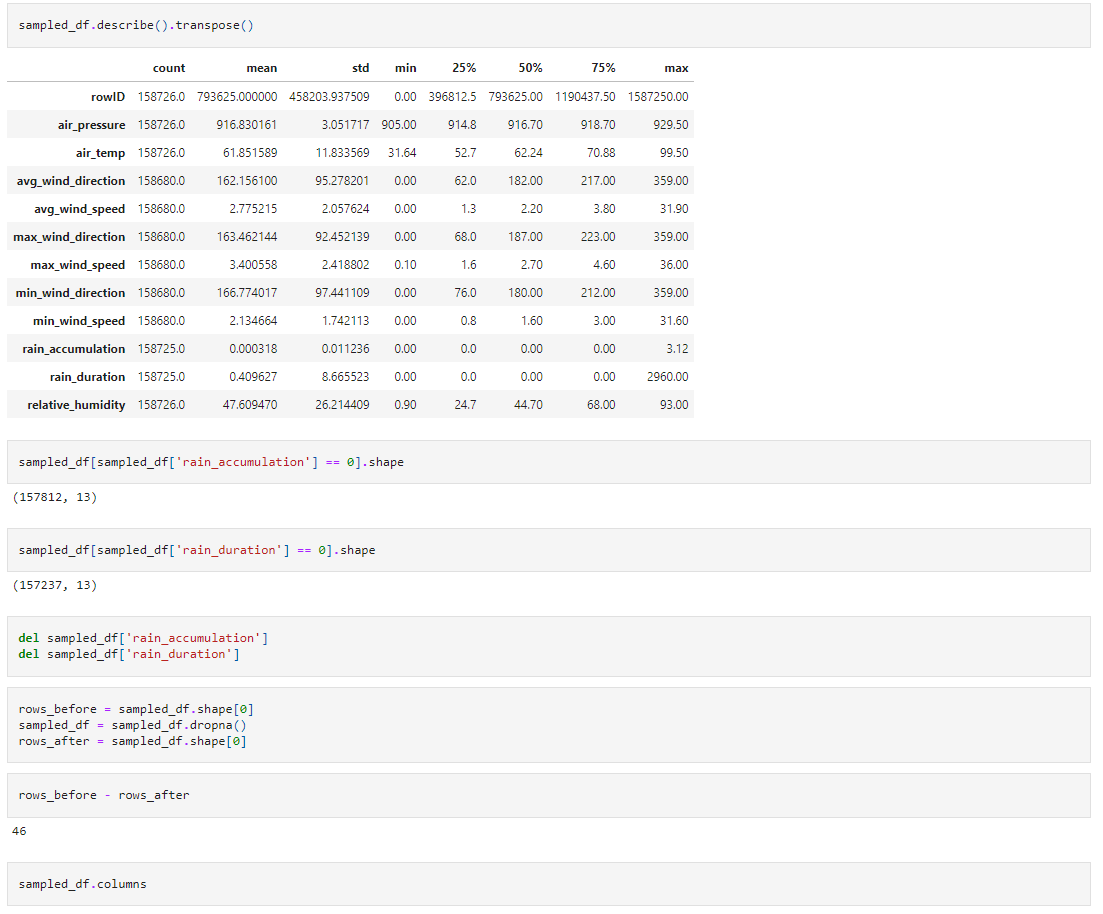 sampled_df.describe().transpose()
count mean std min 25% 50% 75% max
rowID 158726.0 793625.000000 458203.937509 0.00 396812.5 793625.00 1190437.50 1587250.00
air_pressure 158726.0 916.830161 3.051717 905.00 914.8 916.70 918.70 929.50
air_temp 158726.0 61.851589 11.833569 31.64 52.7 62.24 70.88 99.50
avg_wind_direction 158680.0 162.156100 95.278201 0.00 62.0 182.00 217.00 359.00
avg_wind_speed 158680.0 2.775215 2.057624 0.00 1.3 2.20 3.80 31.90
max_wind_direction 158680.0 163.462144 92.452139 0.00 68.0 187.00 223.00 359.00
max_wind_speed 158680.0 3.400558 2.418802 0.10 1.6 2.70 4.60 36.00
min_wind_direction 158680.0 166.774017 97.441109 0.00 76.0 180.00 212.00 359.00
min_wind_speed 158680.0 2.134664 1.742113 0.00 0.8 1.60 3.00 31.60
rain_accumulation 158725.0 0.000318 0.011236 0.00 0.0 0.00 0.00 3.12
rain_duration 158725.0 0.409627 8.665523 0.00 0.0 0.00 0.00 2960.00
relative_humidity 158726.0 47.609470 26.214409 0.90 24.7 44.70 68.00 93.00
sampled_df[sampled_df['rain_accumulation'] == 0].shape
(157812, 13)
sampled_df[sampled_df['rain_duration'] == 0].shape
(157237, 13)
del sampled_df['rain_accumulation']
del sampled_df['rain_duration']
rows_before = sampled_df.shape[0]
sampled_df = sampled_df.dropna()
rows_after = sampled_df.shape[0]
rows_before - rows_after
46
sampled_df.columns